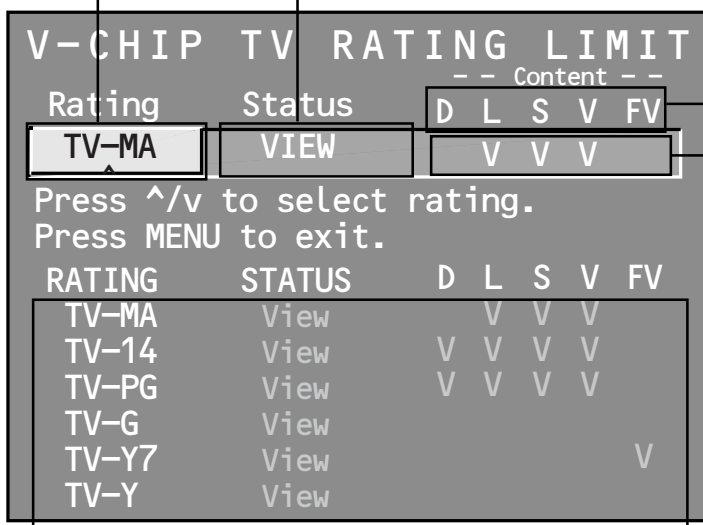 V-CHIP TV RATING LIMIT
- - Content - -
Rating Status D L S V FV
TV-MA VIEW V V V
^
Press ^/v to select rating.
Press MENU to exit.
RATING STATUS D L S V FV
TV-MA View V V V
TV-14 View V V V V
TV-PG View V V V V
TV-G View
TV-Y7 View V
TV-Y View